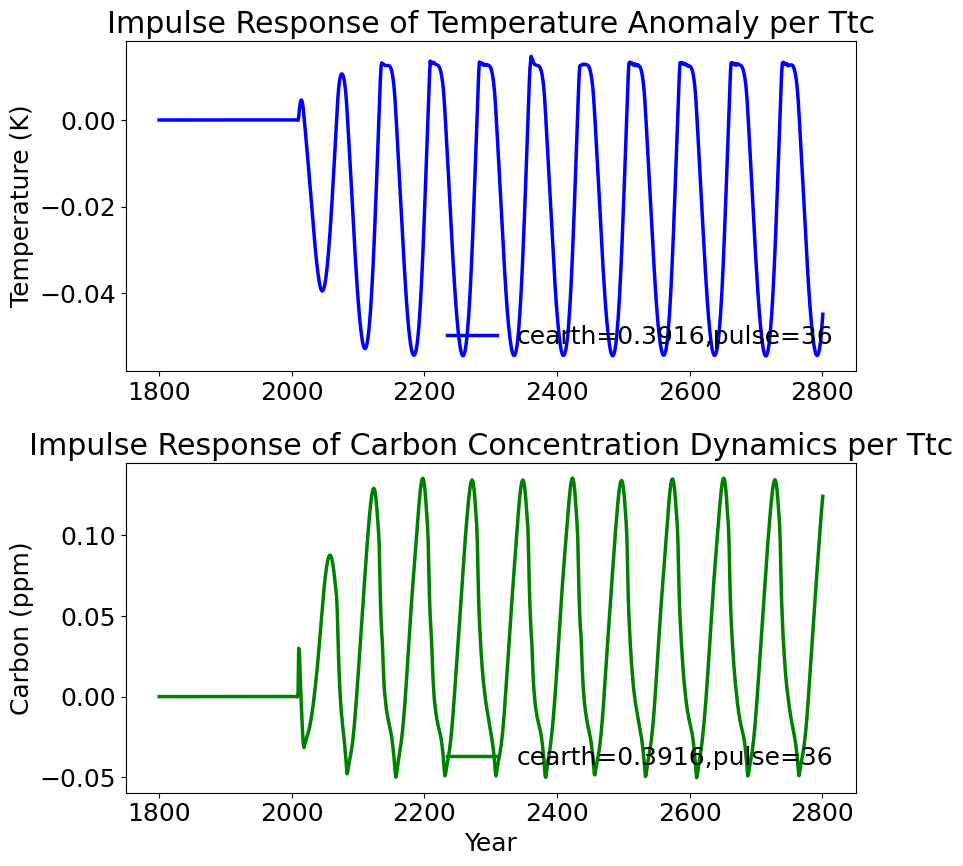 Impulse Response of Temperature Anomaly per Ttc
Temperature (K)
0.00
−0.02
−0.04
cearth=0.3916,pulse=36
1800 2000 2200 2400 2600 2800
Impulse Response of Carbon Concentration Dynamics per Ttc
Carbon (ppm)
0.10
0.05
0.00
−0.05
cearth=0.3916,pulse=36
1800 2000 2200 2400 2600 2800
Year